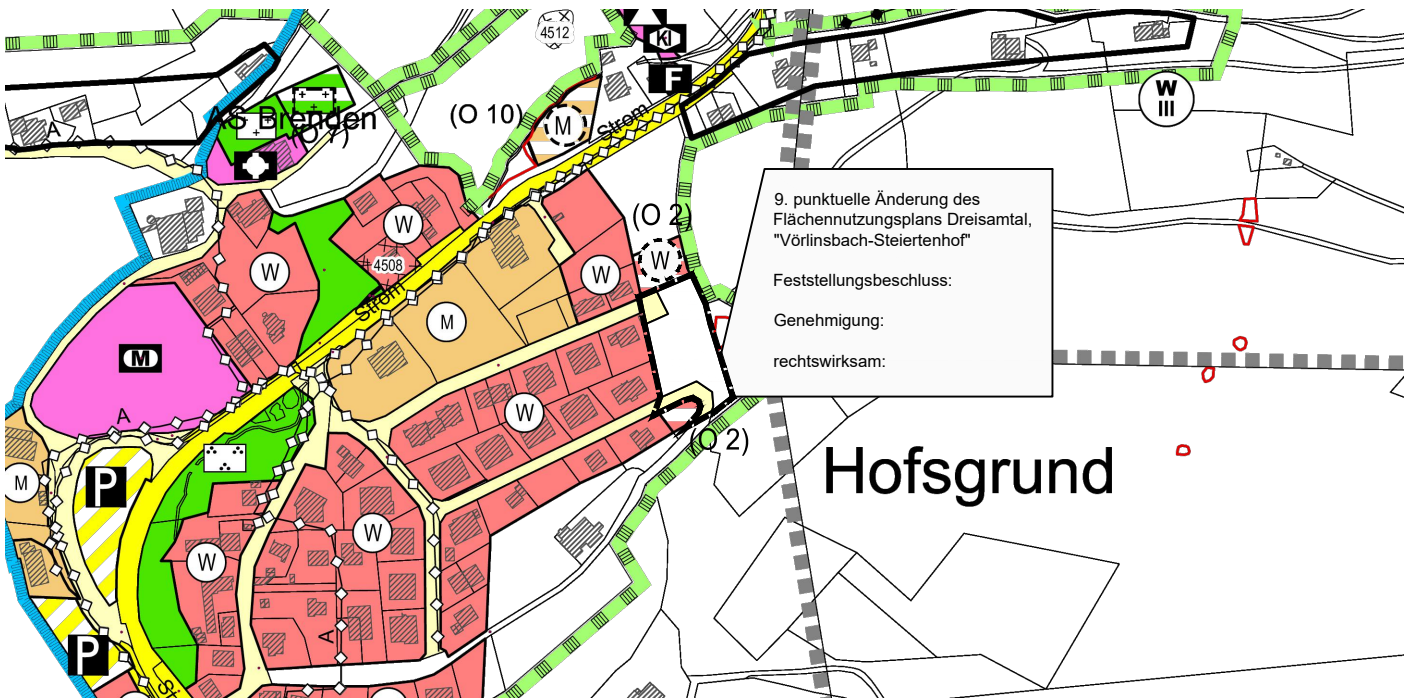 4512
KI
F
W
III
AS Brenden
(O 7)
A
(O 10)
M
Strom
(O 2)
W
W
4508
W
W
Strom
M
M
9. punktuelle Änderung des
Flächennutzungsplans Dreisamtal,
"Vörlinsbach-Steiertenhof"
Feststellungsbeschluss:
Genehmigung:
rechtswirksam:
A
W
(O 2)
Hofsgrund
M
P
W
W
A
P
W
W